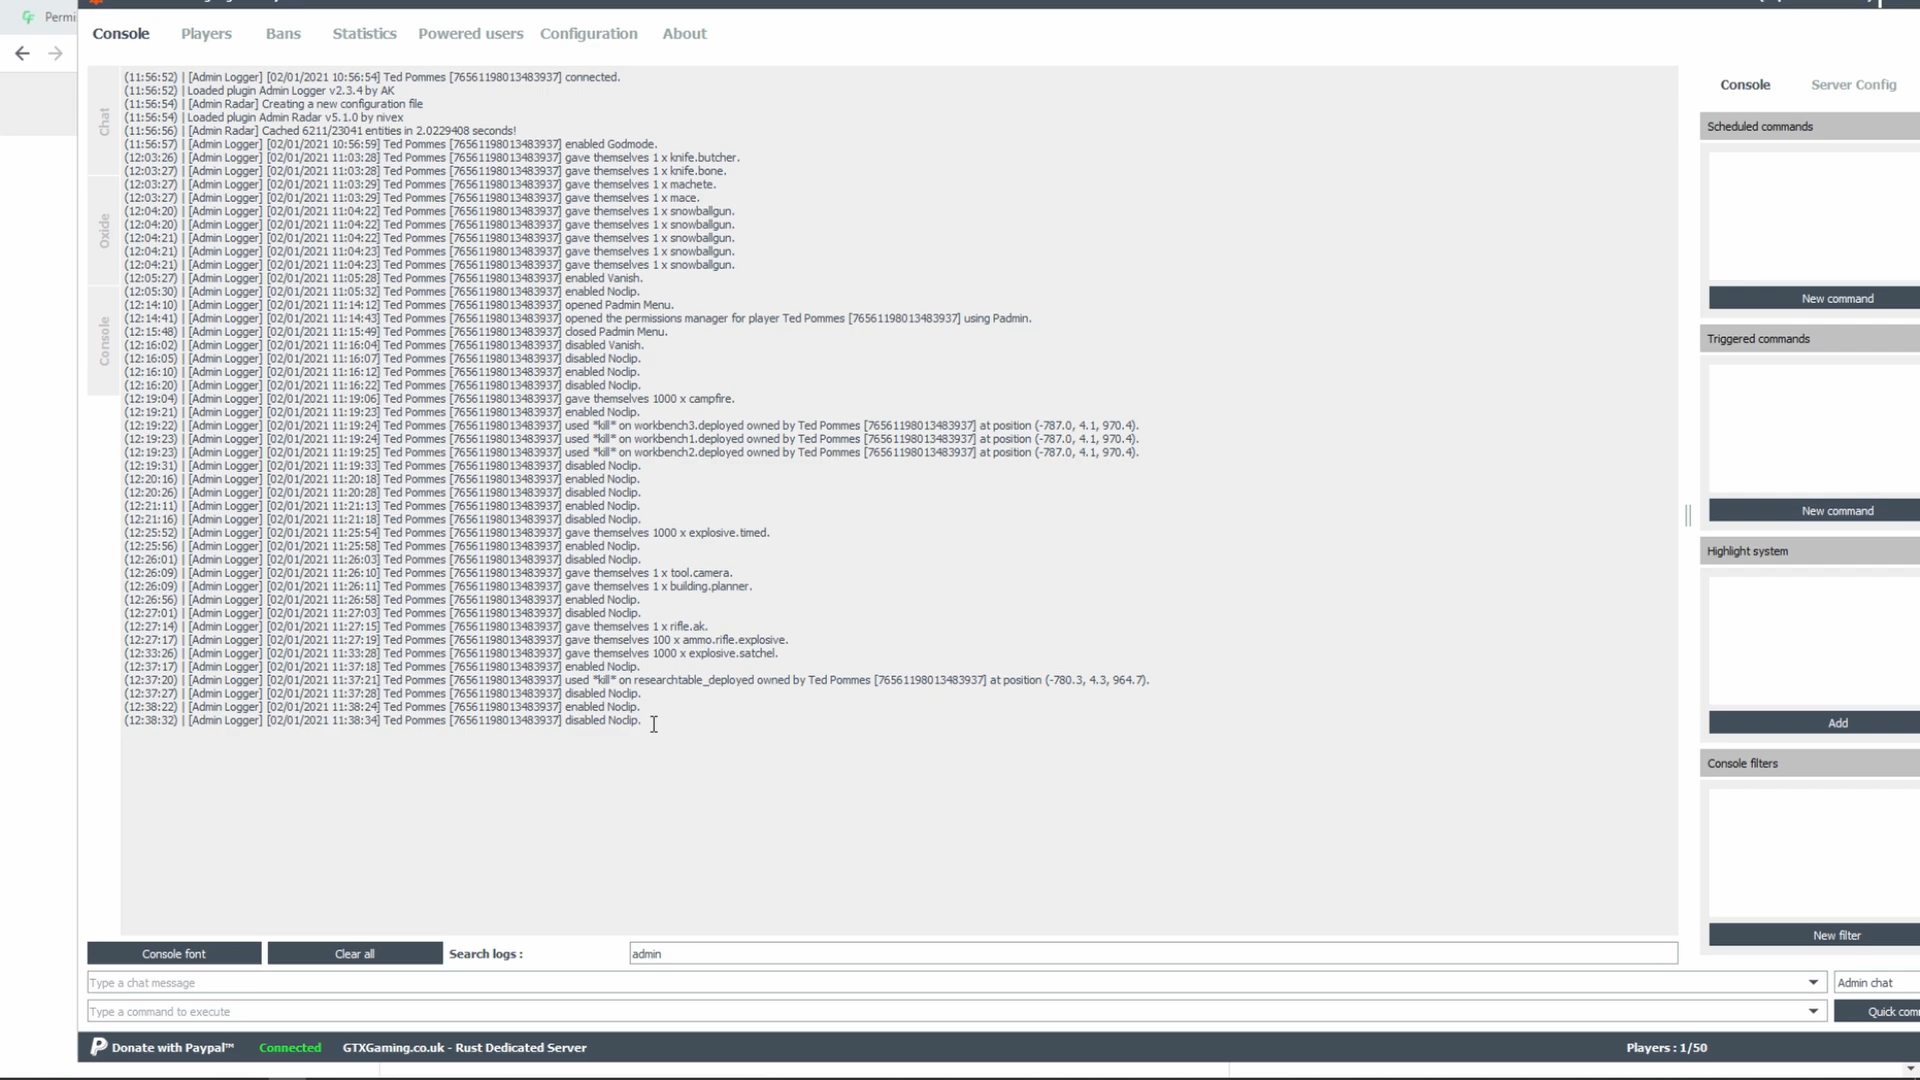 Permi
Console Players Bans Statistics Powered users Configuration About
Chat
Oxide
Console
(11:56:52) | [Admin Logger] [02/01/2021 10:56:54] Ted Pommes [76561198013483937] connected.
(11:56:52) | Loaded plugin Admin Logger v2.3.4 by AK
(11:56:54) | [Admin Radar] Creating a new configuration file
(11:56:54) | Loaded plugin Admin Radar v5.1.0 by nivex
(11:56:56) | [Admin Radar] Cached 6211/23041 entities in 2.0229408 seconds!
(11:56:57) | [Admin Logger] [02/01/2021 10:56:59] Ted Pommes [76561198013483937] enabled Godmode.
(12:03:26) | [Admin Logger] [02/01/2021 11:03:28] Ted Pommes [76561198013483937] gave themselves 1 x knife.butcher.
(12:03:27) | [Admin Logger] [02/01/2021 11:03:28] Ted Pommes [76561198013483937] gave themselves 1 x knife.bone.
(12:03:27) | [Admin Logger] [02/01/2021 11:03:29] Ted Pommes [76561198013483937] gave themselves 1 x machete.
(12:03:27) | [Admin Logger] [02/01/2021 11:03:29] Ted Pommes [76561198013483937] gave themselves 1 x mace.
(12:04:20) | [Admin Logger] [02/01/2021 11:04:22] Ted Pommes [76561198013483937] gave themselves 1 x snowballgun.
(12:04:20) | [Admin Logger] [02/01/2021 11:04:22] Ted Pommes [76561198013483937] gave themselves 1 x snowballgun.
(12:04:21) | [Admin Logger] [02/01/2021 11:04:22] Ted Pommes [76561198013483937] gave themselves 1 x snowballgun.
(12:04:21) | [Admin Logger] [02/01/2021 11:04:23] Ted Pommes [76561198013483937] gave themselves 1 x snowballgun.
(12:04:21) | [Admin Logger] [02/01/2021 11:04:23] Ted Pommes [76561198013483937] gave themselves 1 x snowballgun.
(12:05:27) | [Admin Logger] [02/01/2021 11:05:28] Ted Pommes [76561198013483937] enabled Vanish.
(12:05:30) | [Admin Logger] [02/01/2021 11:05:32] Ted Pommes [76561198013483937] enabled Noclip.
(12:14:10) | [Admin Logger] [02/01/2021 11:14:12] Ted Pommes [76561198013483937] opened Padmin Menu.
(12:14:41) | [Admin Logger] [02/01/2021 11:14:43] Ted Pommes [76561198013483937] opened the permissions manager for player Ted Pommes [76561198013483937] using Padmin.
(12:15:48) | [Admin Logger] [02/01/2021 11:15:49] Ted Pommes [76561198013483937] closed Padmin Menu.
(12:16:02) | [Admin Logger] [02/01/2021 11:16:04] Ted Pommes [76561198013483937] disabled Vanish.
(12:16:05) | [Admin Logger] [02/01/2021 11:16:07] Ted Pommes [76561198013483937] disabled Noclip.
(12:16:10) | [Admin Logger] [02/01/2021 11:16:12] Ted Pommes [76561198013483937] enabled Noclip.
(12:16:20) | [Admin Logger] [02/01/2021 11:16:22] Ted Pommes [76561198013483937] disabled Noclip.
(12:19:04) | [Admin Logger] [02/01/2021 11:19:06] Ted Pommes [76561198013483937] gave themselves 1000 x campfire.
(12:19:21) | [Admin Logger] [02/01/2021 11:19:23] Ted Pommes [76561198013483937] enabled Noclip.
(12:19:22) | [Admin Logger] [02/01/2021 11:19:24] Ted Pommes [76561198013483937] used *kill* on workbench3.deployed owned by Ted Pommes [76561198013483937] at position (-787.0, 4.1, 970.4).
(12:19:23) | [Admin Logger] [02/01/2021 11:19:24] Ted Pommes [76561198013483937] used *kill* on workbench1.deployed owned by Ted Pommes [76561198013483937] at position (-787.0, 4.1, 970.4).
(12:19:23) | [Admin Logger] [02/01/2021 11:19:25] Ted Pommes [76561198013483937] used *kill* on workbench2.deployed owned by Ted Pommes [76561198013483937] at position (-787.0, 4.1, 970.4).
(12:19:31) | [Admin Logger] [02/01/2021 11:19:33] Ted Pommes [76561198013483937] disabled Noclip.
(12:20:16) | [Admin Logger] [02/01/2021 11:20:18] Ted Pommes [76561198013483937] enabled Noclip.
(12:20:26) | [Admin Logger] [02/01/2021 11:20:28] Ted Pommes [76561198013483937] disabled Noclip.
(12:21:11) | [Admin Logger] [02/01/2021 11:21:13] Ted Pommes [76561198013483937] enabled Noclip.
(12:21:16) | [Admin Logger] [02/01/2021 11:21:18] Ted Pommes [76561198013483937] disabled Noclip.
(12:25:52) | [Admin Logger] [02/01/2021 11:25:54] Ted Pommes [76561198013483937] gave themselves 1000 x explosive.timed.
(12:25:56) | [Admin Logger] [02/01/2021 11:25:58] Ted Pommes [76561198013483937] enabled Noclip.
(12:26:01) | [Admin Logger] [02/01/2021 11:26:03] Ted Pommes [76561198013483937] disabled Noclip.
(12:26:09) | [Admin Logger] [02/01/2021 11:26:10] Ted Pommes [76561198013483937] gave themselves 1 x tool.camera.
(12:26:09) | [Admin Logger] [02/01/2021 11:26:11] Ted Pommes [76561198013483937] gave themselves 1 x building.planner.
(12:26:56) | [Admin Logger] [02/01/2021 11:26:58] Ted Pommes [76561198013483937] enabled Noclip.
(12:27:01) | [Admin Logger] [02/01/2021 11:27:03] Ted Pommes [76561198013483937] disabled Noclip.
(12:27:14) | [Admin Logger] [02/01/2021 11:27:15] Ted Pommes [76561198013483937] gave themselves 1 x rifle.ak.
(12:27:17) | [Admin Logger] [02/01/2021 11:27:19] Ted Pommes [76561198013483937] gave themselves 100 x ammo.rifle.explosive.
(12:33:26) | [Admin Logger] [02/01/2021 11:33:28] Ted Pommes [76561198013483937] gave themselves 1000 x explosive.satchel.
(12:37:17) | [Admin Logger] [02/01/2021 11:37:18] Ted Pommes [76561198013483937] enabled Noclip.
(12:37:20) | [Admin Logger] [02/01/2021 11:37:21] Ted Pommes [76561198013483937] used *kill* on researchtable_deployed owned by Ted Pommes [76561198013483937] at position (-780.3, 4.3, 964.7).
(12:37:27) | [Admin Logger] [02/01/2021 11:37:28] Ted Pommes [76561198013483937] disabled Noclip.
(12:38:22) | [Admin Logger] [02/01/2021 11:38:24] Ted Pommes [76561198013483937] enabled Noclip.
(12:38:32) | [Admin Logger] [02/01/2021 11:38:34] Ted Pommes [76561198013483937] disabled Noclip.
Console Server Config
Scheduled commands
New command
Triggered commands
New command
Highlight system
Add
Console filters
New filter
Console font Clear all Search logs : admin
Type a chat message Admin chat
Type a command to execute Quick com
Donate with Paypal™ Connected GTXGaming.co.uk - Rust Dedicated Server Players : 1/50